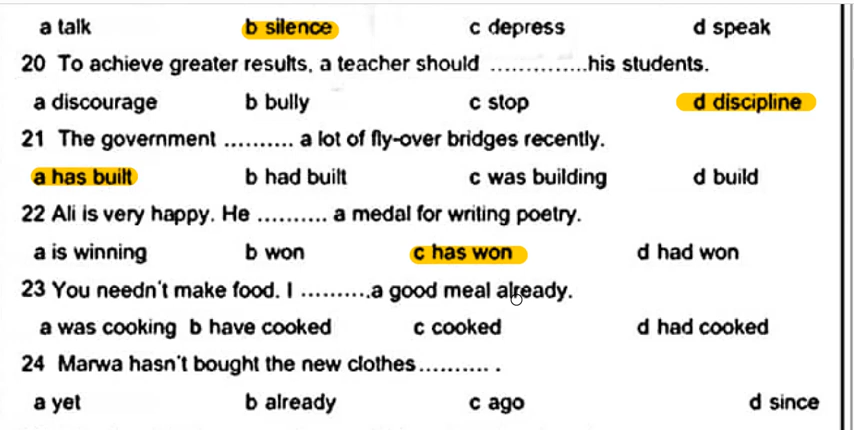 a talk b silence c depress d speak
20 To achieve greater results, a teacher should ..............his students.
a discourage b bully c stop d discipline
21 The government .......... a lot of fly-over bridges recently.
a has built b had built c was building d build
22 Ali is very happy. He .......... a medal for writing poetry.
a is winning b won c has won d had won
23 You needn't make food. I ..........a good meal already.
a was cooking b have cooked c cooked d had cooked
24 Marwa hasn't bought the new clothes.......... .
a yet b already c ago d since